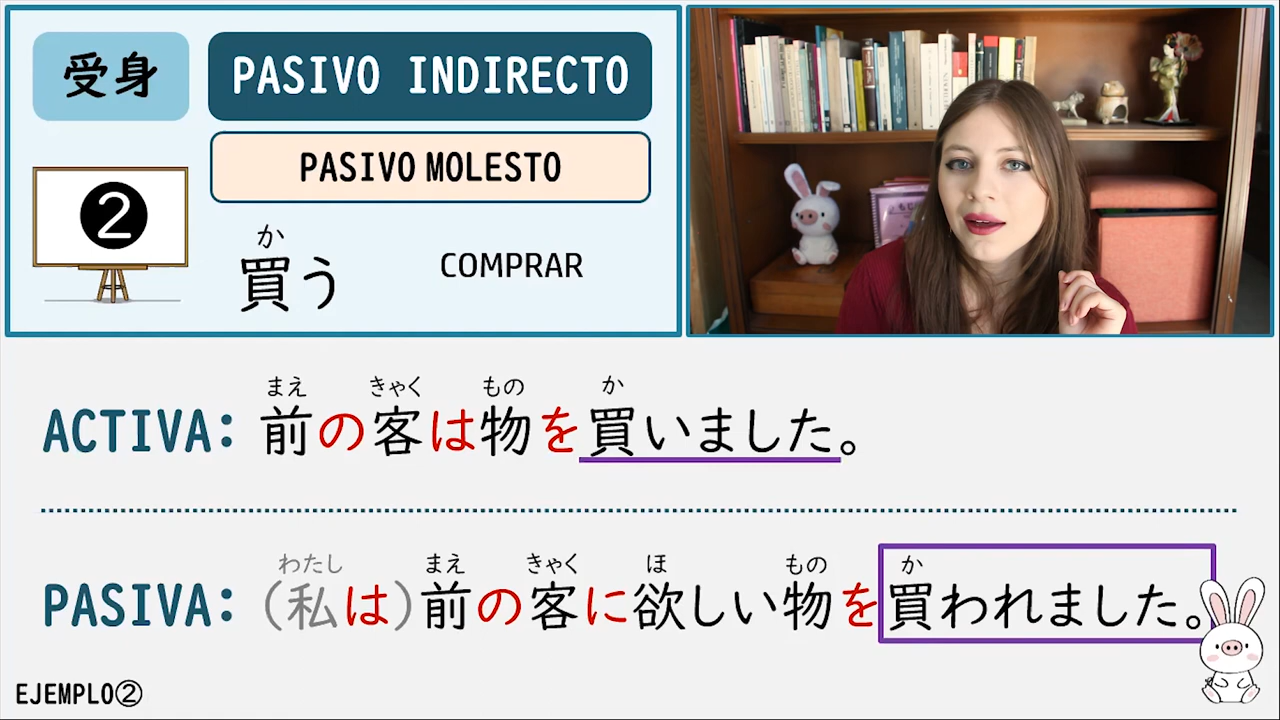 受身
PASIVO INDIRECTO
PASIVO MOLESTO
2
か
買う
COMPRAR
まえ きゃく もの か
ACTIVA: 前の客は物を買いました。
わたし まえ きゃく ほ もの か
PASIVA: (私は)前の客に欲しい物を買われました。
EJEMPLO②